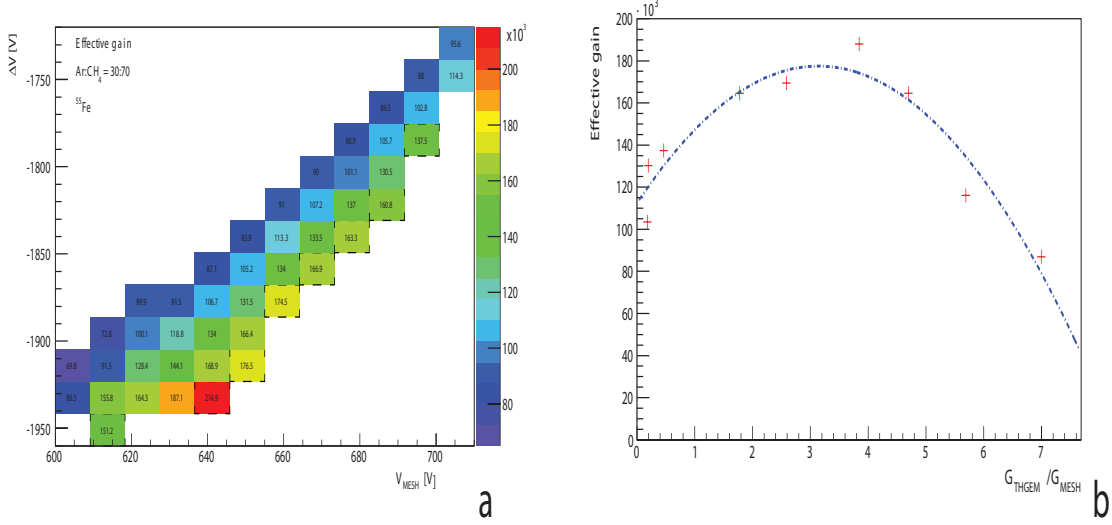 ΔV [V]
Effective gain
Ar:CH4 = 30:70
55Fe
-1750
-1800
-1850
-1900
-1950
95.6
88 114.3
86.5 102.8
80.9 105.7 137.5
90 101.1 130.5
91 107.2 137 160.8
83.9 113.3 133.5 163.3
87.1 105.2 134 166.9
89.9 91.5 106.7 131.5 174.5
72.8 100.1 118.8 134 166.4
69.8 91.5 128.4 144.1 168.9 176.5
86.5 155.8 164.3 187.1 214.9
151.2
600 620 640 660 680 700
VMESH [V]
×10³
200
180
160
140
120
100
80
a
Effective gain
×10³
200
180
160
140
120
100
80
60
40
20
0
0 1 2 3 4 5 6 7
GTHGEM /GMESH
b